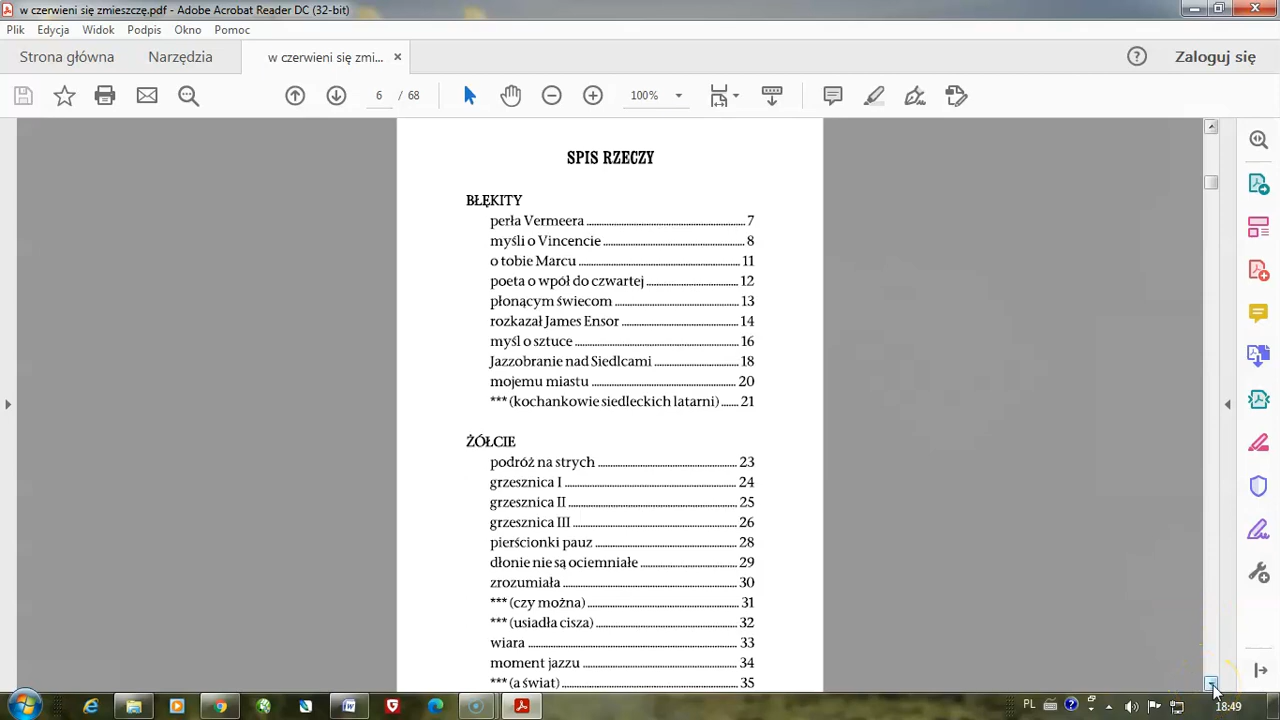 w czerwieni się zmieszczę.pdf - Adobe Acrobat Reader DC (32-bit)
Plik Edycja Widok Podpis Okno Pomoc
Strona główna Narzędzia w czerwieni się zmi... Zaloguj się
6 / 68 100%
SPIS RZECZY
BŁĘKITY
perła Vermeera 7
myśli o Vincencie 8
o tobie Marcu 11
poeta o wpół do czwartej 12
płonącym świecom 13
rozkazał James Ensor 14
myśl o sztuce 16
Jazzobranie nad Siedlcami 18
mojemu miastu 20
*** (kochankowie siedleckich latarni) 21
ŻÓŁCIE
podróż na strych 23
grzesznica I 24
grzesznica II 25
grzesznica III 26
pierścionki pauz 28
dłonie nie są ociemniałe 29
zrozumiała 30
*** (czy można) 31
*** (usiadła cisza) 32
wiara 33
moment jazzu 34
*** (a świat) 35
PL